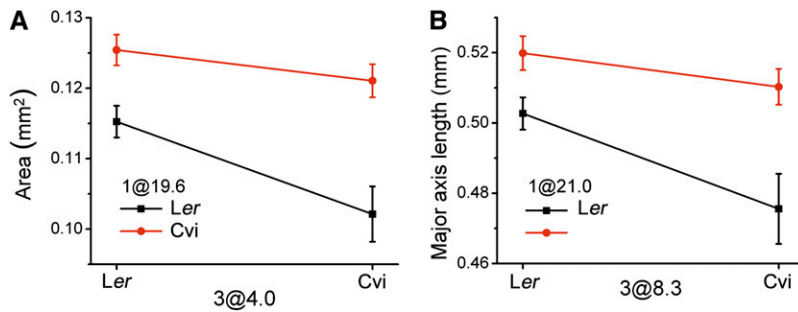 A
0.13
0.12
0.11
0.10
Area (mm²)
1@19.6
Ler
Cvi
Ler
Cvi
3@4.0
B
0.52
0.50
0.48
0.46
Major axis length (mm)
1@21.0
Ler
Ler
Cvi
3@8.3